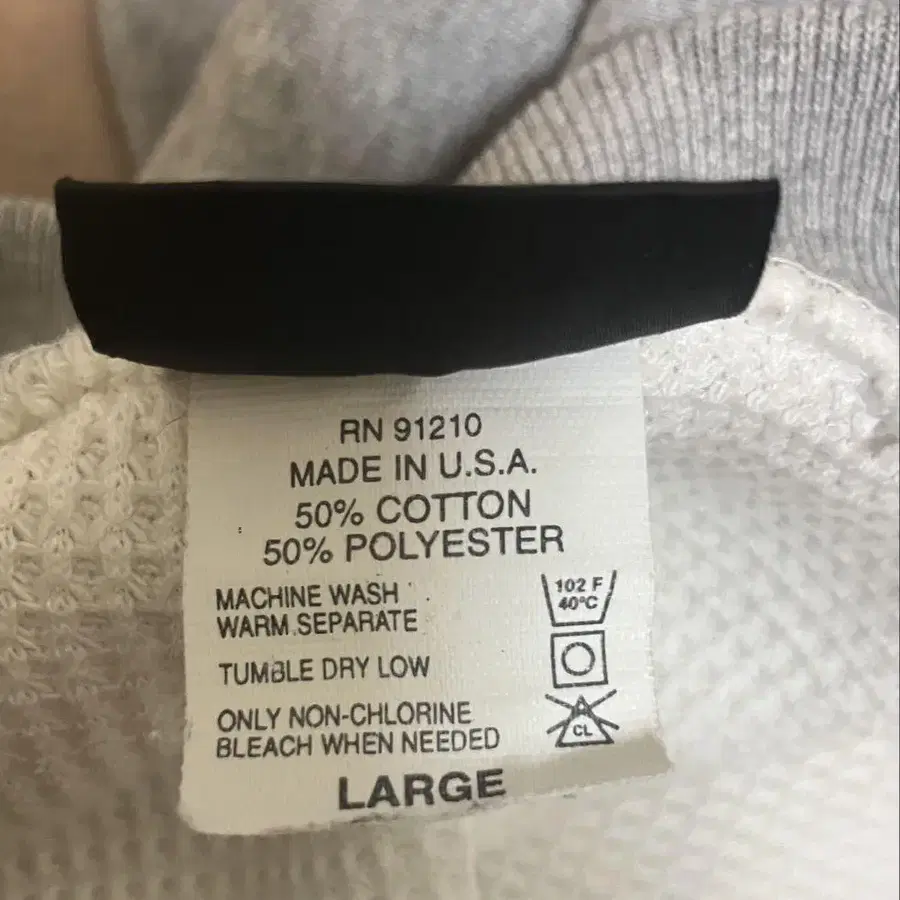 RN 91210
MADE IN U.S.A.
50% COTTON
50% POLYESTER
MACHINE WASH
WARM.SEPARATE
102 F
40°C
TUMBLE DRY LOW
ONLY NON-CHLORINE
BLEACH WHEN NEEDED
CL
LARGE